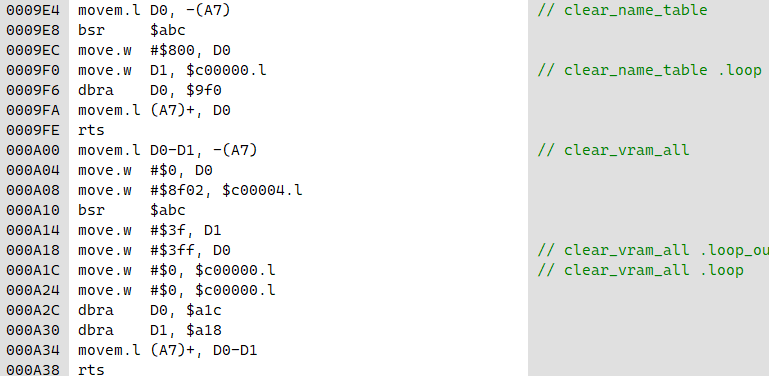 0009E4 movem.l D0, -(A7) // clear_name_table
0009E8 bsr $abc
0009EC move.w #$800, D0
0009F0 move.w D1, $c00000.l // clear_name_table .loop
0009F6 dbra D0, $9f0
0009FA movem.l (A7)+, D0
0009FE rts
000A00 movem.l D0-D1, -(A7) // clear_vram_all
000A04 move.w #$0, D0
000A08 move.w #$8f02, $c00004.l
000A10 bsr $abc
000A14 move.w #$3f, D1
000A18 move.w #$3ff, D0 // clear_vram_all .loop_ou
000A1C move.w #$0, $c00000.l // clear_vram_all .loop
000A24 move.w #$0, $c00000.l
000A2C dbra D0, $a1c
000A30 dbra D1, $a18
000A34 movem.l (A7)+, D0-D1
000A38 rts